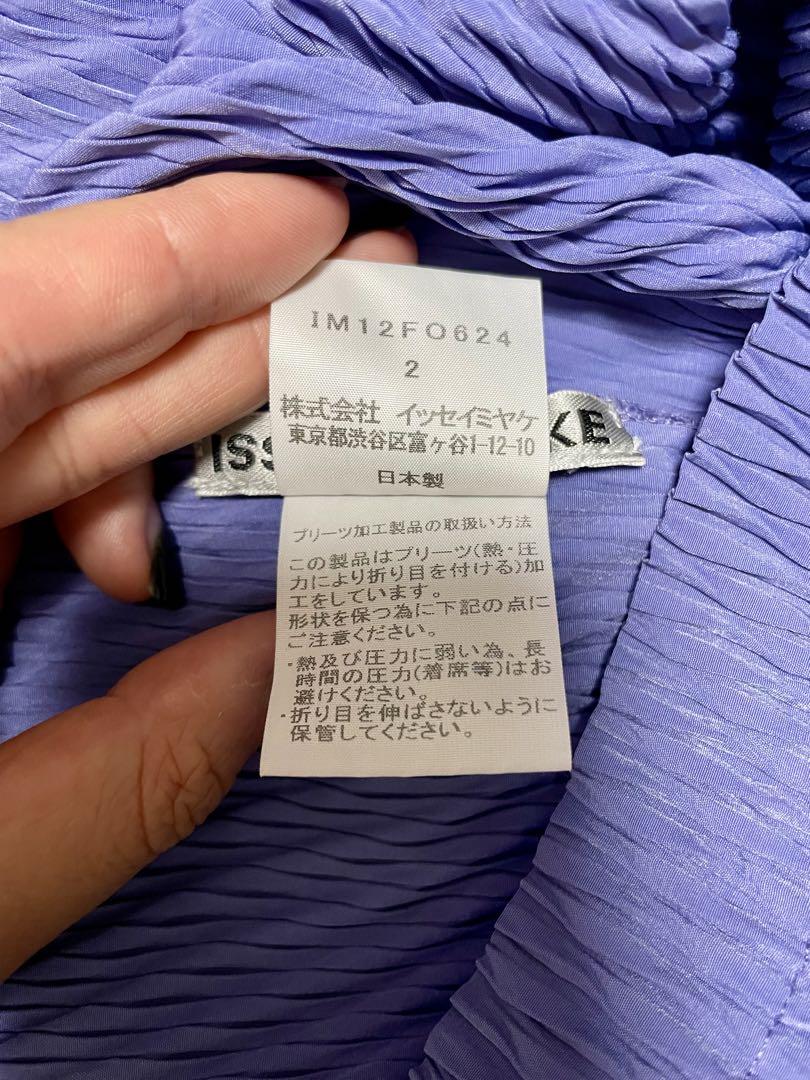 IM12FO624
2
株式会社 イッセイミヤケ
東京都渋谷区富ヶ谷1-12-10
日本製
ISS KE
プリーツ加工製品の取扱い方法
この製品はプリーツ(熱・圧
力により折り目を付ける)加
工をしています。
形状を保つ為に下記の点に
ご注意ください。
・熱及び圧力に弱い為、長
時間の圧力(着席等)はお
避けください。
・折り目を伸ばさないように
保管してください。